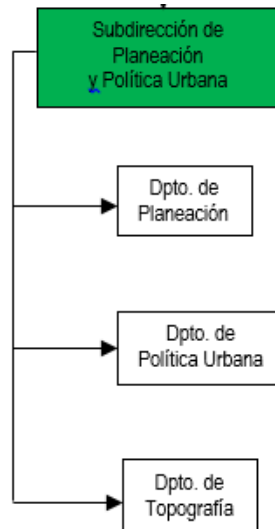 Subdirección de
Planeación
y Política Urbana
Dpto. de
Planeación
Dpto. de
Política Urbana
Dpto. de
Topografía